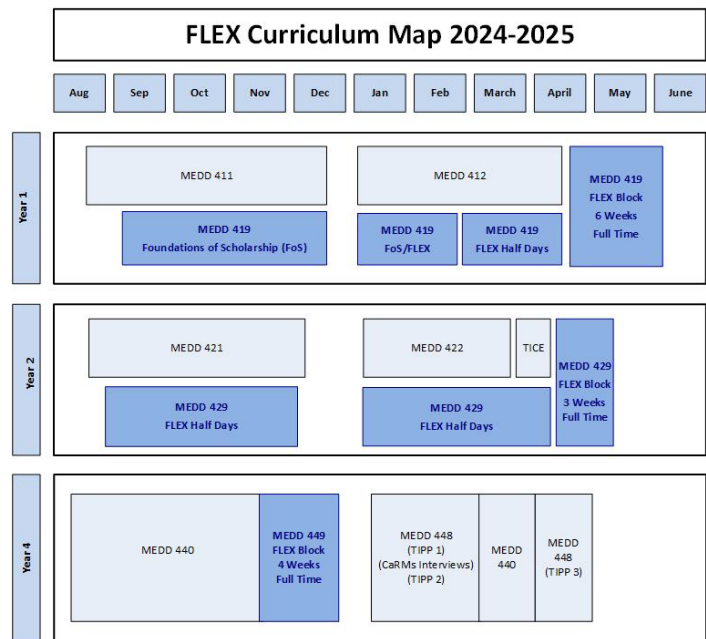 FLEX Curriculum Map 2024-2025
Aug
Sep
Oct
Nov
Dec
Jan
Feb
March
April
May
June
Year 1
MEDD 411
MEDD 419
Foundations of Scholarship (FoS)
MEDD 412
MEDD 419
FoS/FLEX
MEDD 419
FLEX Half Days
MEDD 419
FLEX Block
6 Weeks
Full Time
Year 2
MEDD 421
MEDD 429
FLEX Half Days
MEDD 422
TICE
MEDD 429
FLEX Half Days
MEDD 429
FLEX Block
3 Weeks
Full Time
Year 4
MEDD 440
MEDD 449
FLEX Block
4 Weeks
Full Time
MEDD 448
(TIPP 1)
(CaRMs Interviews)
(TIPP 2)
MEDD
440
MEDD
448
(TIPP 3)